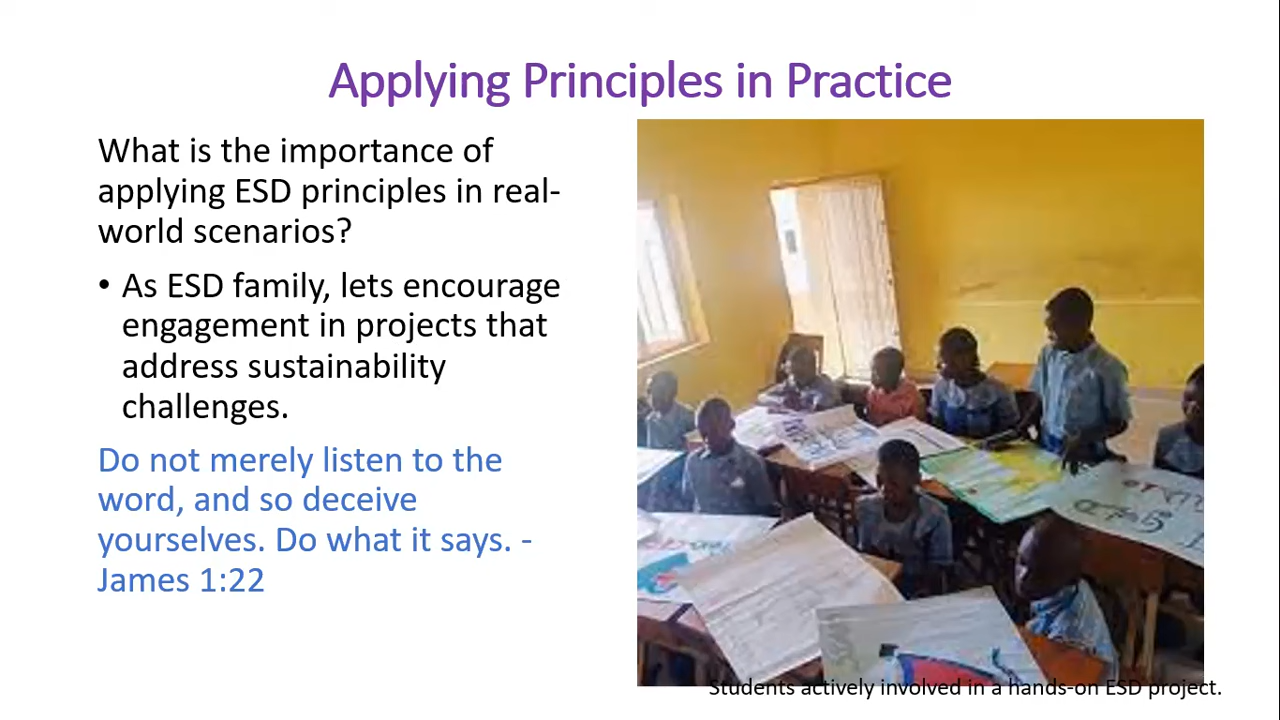 Applying Principles in Practice
What is the importance of
applying ESD principles in real-
world scenarios?
• As ESD family, lets encourage
engagement in projects that
address sustainability
challenges.
Do not merely listen to the
word, and so deceive
yourselves. Do what it says. -
James 1:22
Students actively involved in a hands-on ESD project.